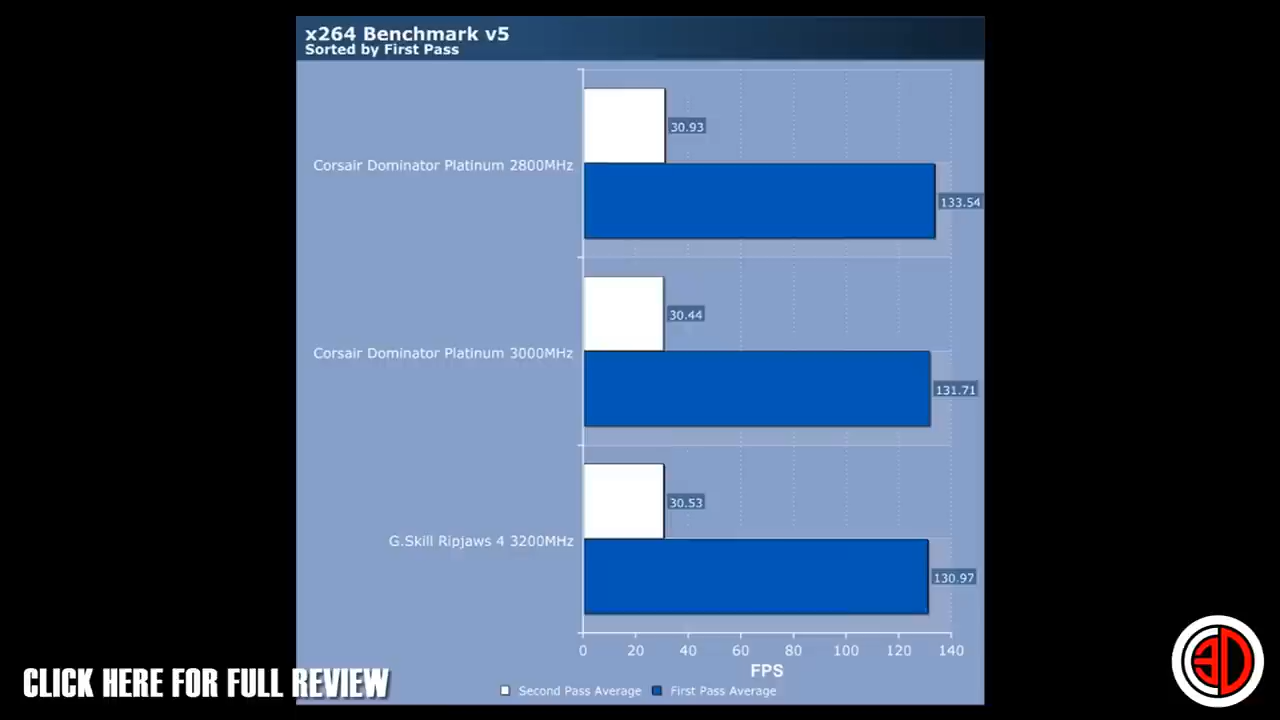 x264 Benchmark v5
Sorted by First Pass
30.93
Corsair Dominator Platinum 2800MHz
133.54
30.44
Corsair Dominator Platinum 3000MHz
131.71
30.53
G.Skill Ripjaws 4 3200MHz
130.97
0 20 40 60 80 100 120 140
FPS
Second Pass Average First Pass Average
CLICK HERE FOR FULL REVIEW
3D